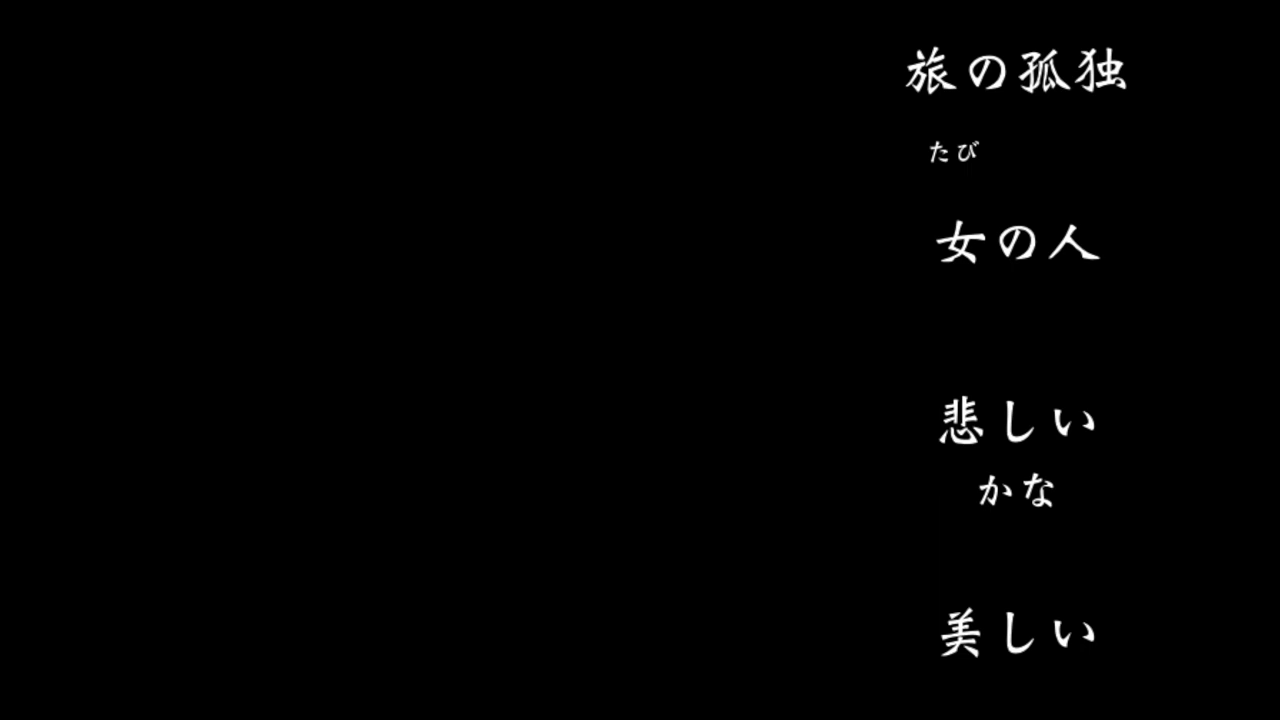 旅の孤独
たび
女の人
悲しい
かな
美しい